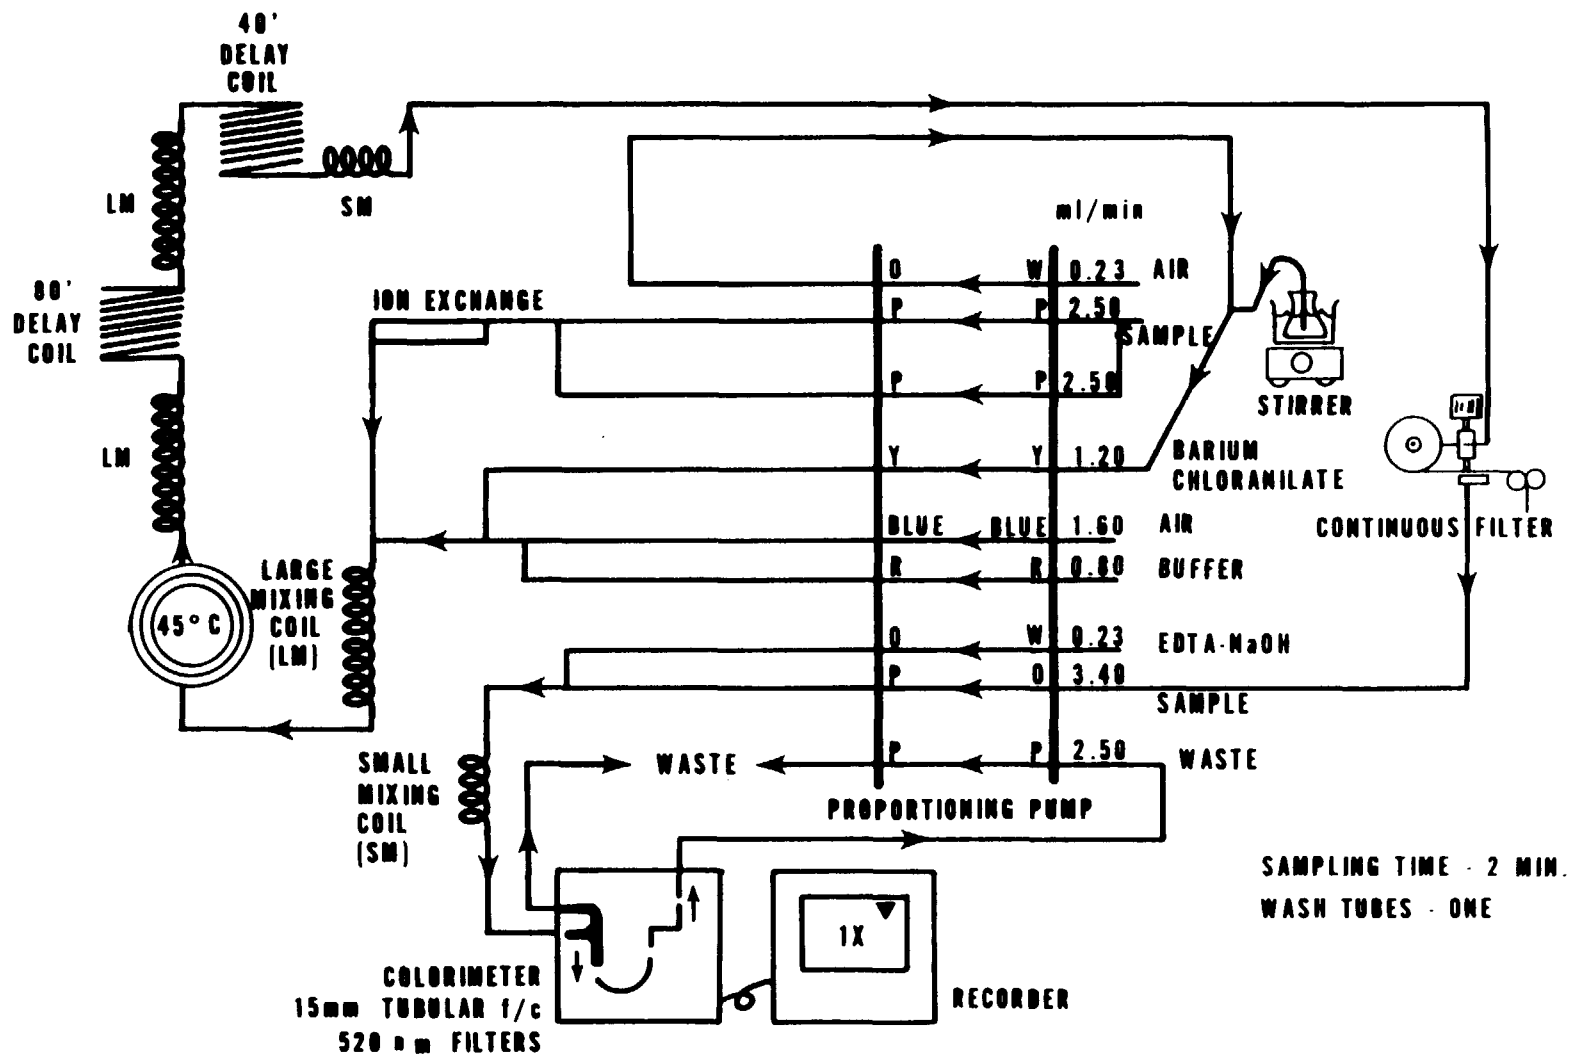 40'
DELAY
COIL
LM
SM
ml/min
O W 0.23 AIR
80'
DELAY
COIL
ION EXCHANGE
P P 2.50
SAMPLE
P P 2.50
STIRRER
LM
Y Y 1.20 BARIUM
CHLORANILATE
BLUE BLUE 1.60 AIR
CONTINUOUS FILTER
R R 0.80 BUFFER
LARGE
MIXING
COIL
(LM)
45° C
O W 0.23 EDTA-NaOH
P O 3.40
SAMPLE
SMALL
MIXING
COIL
(SM)
WASTE P P 2.50 WASTE
PROPORTIONING PUMP
SAMPLING TIME - 2 MIN.
WASH TUBES - ONE
1X
COLORIMETER
15mm TUBULAR f/c
520 nm FILTERS
RECORDER